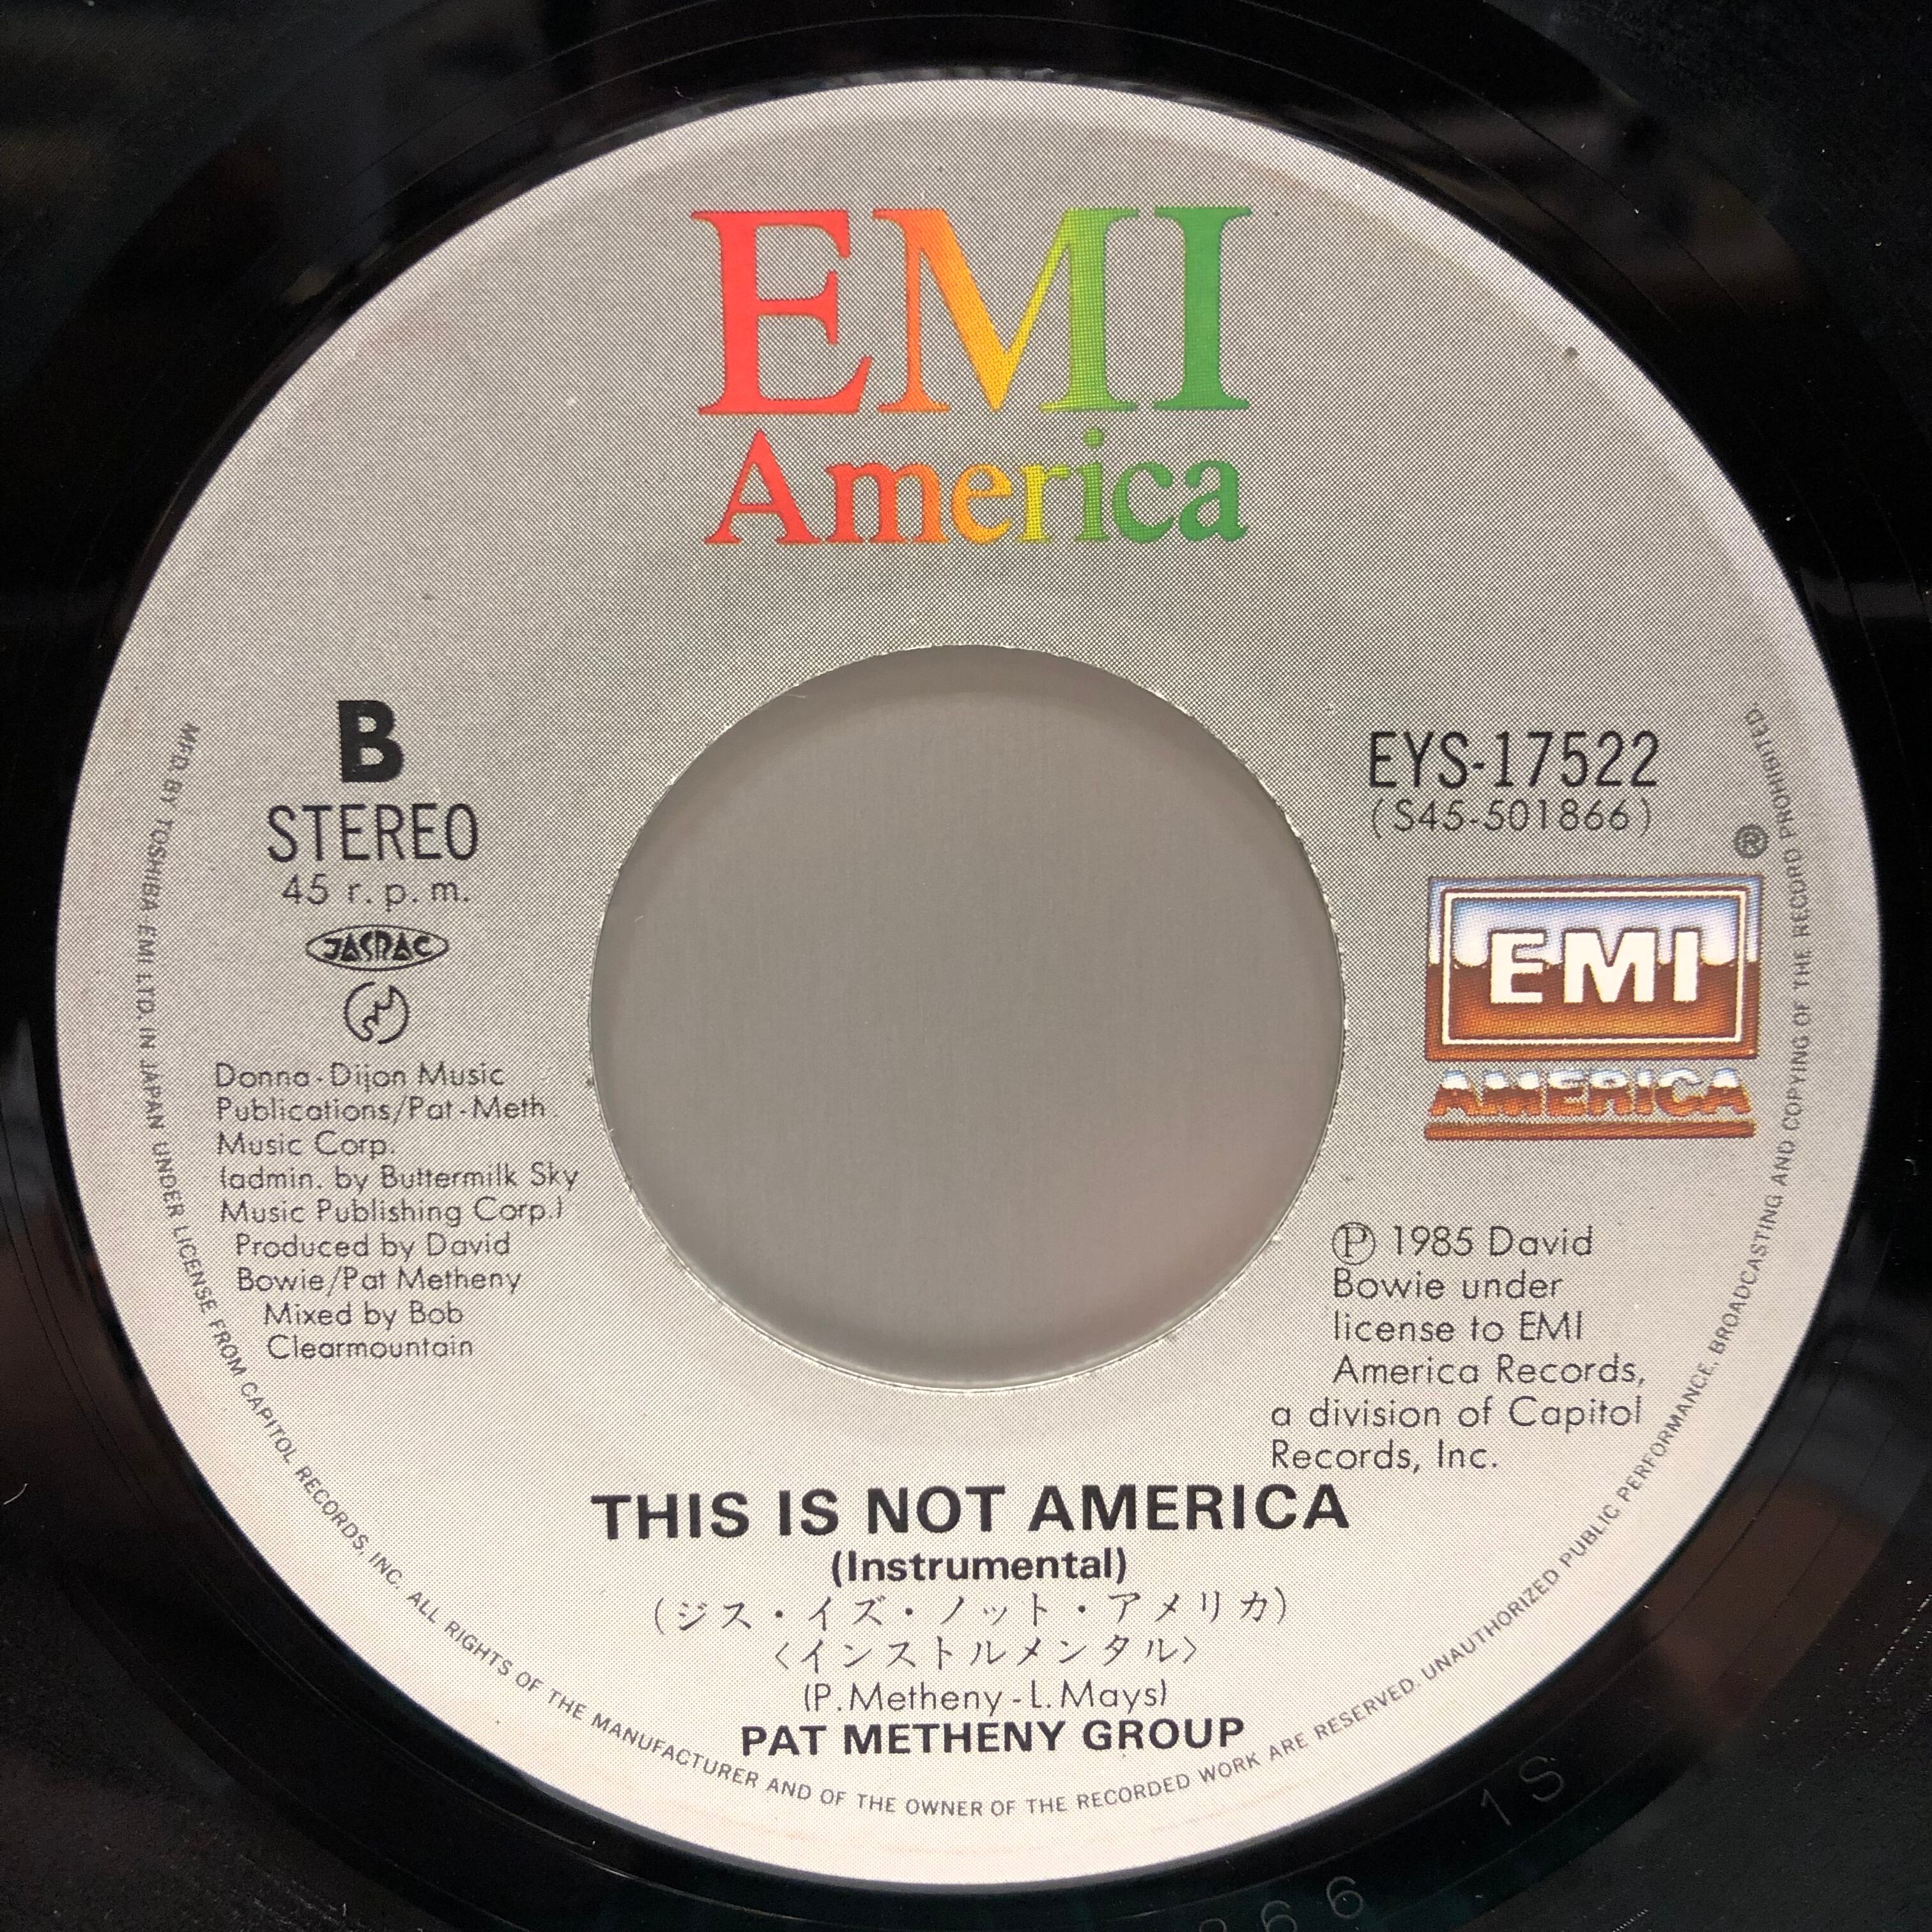 EMI
America
B
STEREO
45 r.p.m.
JASRAC
Donna-Dijon Music
Publications/Pat-Meth
Music Corp.
(admin. by Buttermilk Sky
Music Publishing Corp.)
Produced by David
Bowie/Pat Metheny
Mixed by Bob
Clearmountain
EYS-17522
(S45-501866)
®
EMI
AMERICA
Ⓟ 1985 David
Bowie under
license to EMI
America Records,
a division of Capitol
Records, Inc.
THIS IS NOT AMERICA
(Instrumental)
(ジス・イズ・ノット・アメリカ)
〈インストルメンタル〉
(P. Metheny - L. Mays)
PAT METHENY GROUP
MFD BY TOSHIBA EMI LTD. IN JAPAN UNDER LICENSE FROM CAPITOL RECORDS, INC. ALL RIGHTS OF THE MANUFACTURER AND OF THE OWNER OF THE RECORDED WORK ARE RESERVED. UNAUTHORIZED PUBLIC PERFORMANCE, BROADCASTING AND COPYING OF THE RECORD PROHIBITED.
66 1S